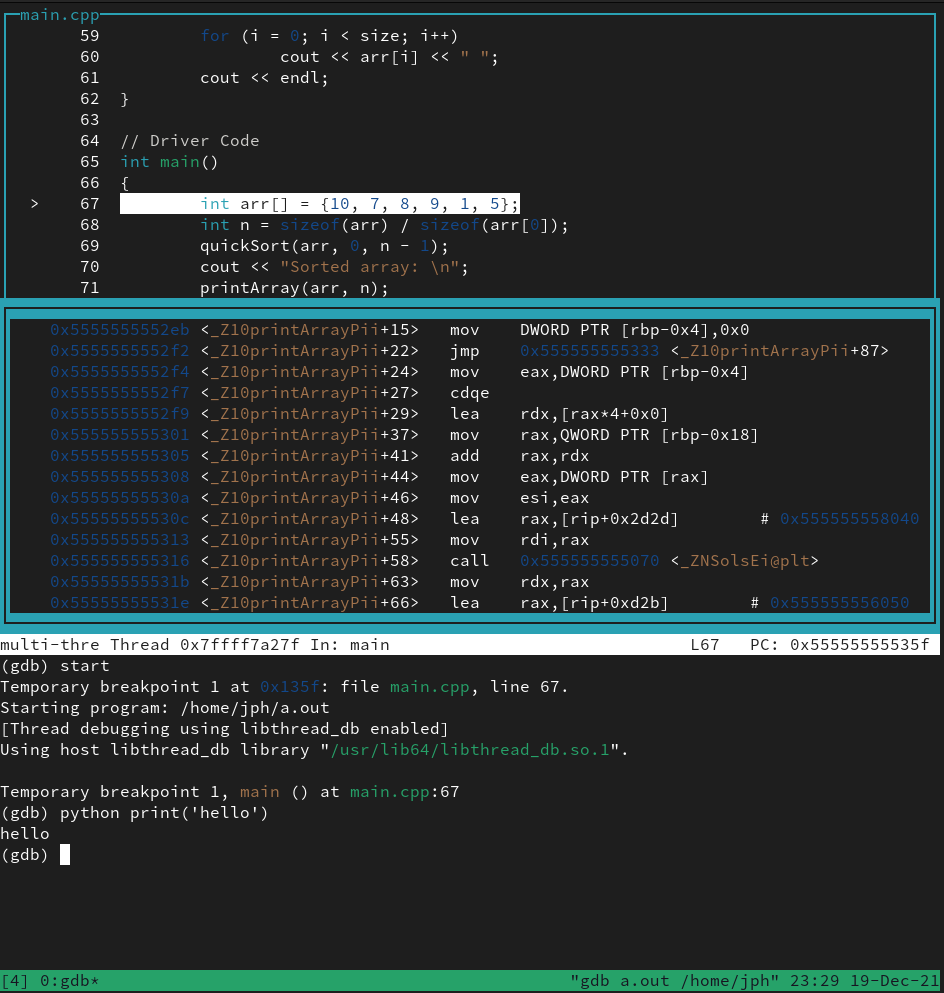 main.cpp
59 for (i = 0; i < size; i++)
60 cout << arr[i] << " ";
61 cout << endl;
62 }
63
64 // Driver Code
65 int main()
66 {
> 67 int arr[] = {10, 7, 8, 9, 1, 5};
68 int n = sizeof(arr) / sizeof(arr[0]);
69 quickSort(arr, 0, n - 1);
70 cout << "Sorted array: \n";
71 printArray(arr, n);
0x5555555552eb <_Z10printArrayPii+15> mov DWORD PTR [rbp-0x4],0x0
0x5555555552f2 <_Z10printArrayPii+22> jmp 0x555555555333 <_Z10printArrayPii+87>
0x5555555552f4 <_Z10printArrayPii+24> mov eax,DWORD PTR [rbp-0x4]
0x5555555552f7 <_Z10printArrayPii+27> cdqe
0x5555555552f9 <_Z10printArrayPii+29> lea rdx,[rax*4+0x0]
0x555555555301 <_Z10printArrayPii+37> mov rax,QWORD PTR [rbp-0x18]
0x555555555305 <_Z10printArrayPii+41> add rax,rdx
0x555555555308 <_Z10printArrayPii+44> mov eax,DWORD PTR [rax]
0x55555555530a <_Z10printArrayPii+46> mov esi,eax
0x55555555530c <_Z10printArrayPii+48> lea rax,[rip+0x2d2d] # 0x555555558040
0x555555555313 <_Z10printArrayPii+55> mov rdi,rax
0x555555555316 <_Z10printArrayPii+58> call 0x555555555070 <_ZNSolsEi@plt>
0x55555555531b <_Z10printArrayPii+63> mov rdx,rax
0x55555555531e <_Z10printArrayPii+66> lea rax,[rip+0xd2b] # 0x555555556050
multi-thre Thread 0x7ffff7a27f In: main L67 PC: 0x55555555535f
(gdb) start
Temporary breakpoint 1 at 0x135f: file main.cpp, line 67.
Starting program: /home/jph/a.out
[Thread debugging using libthread_db enabled]
Using host libthread_db library "/usr/lib64/libthread_db.so.1".
Temporary breakpoint 1, main () at main.cpp:67
(gdb) python print('hello')
hello
(gdb)
[4] 0:gdb* "gdb a.out /home/jph" 23:29 19-Dec-21